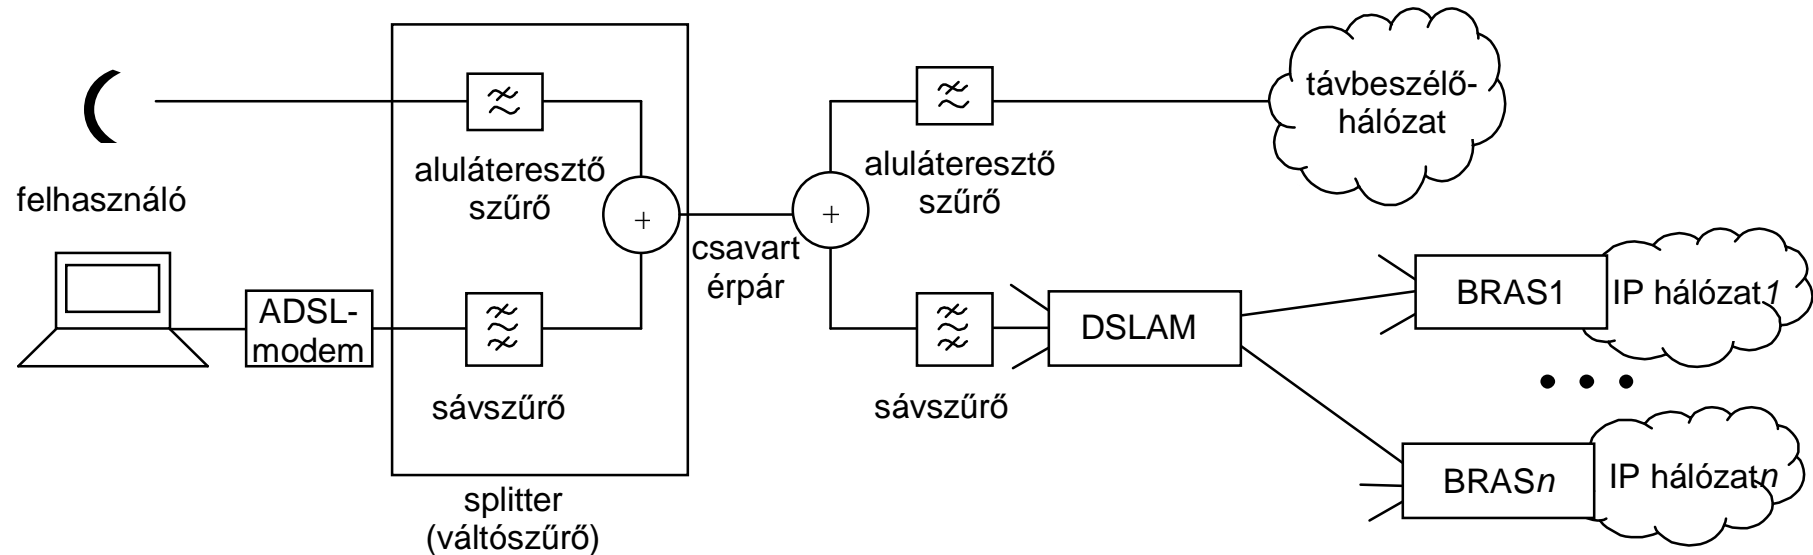 távbeszélő-
hálózat
aluláteresztő
szűrő
aluláteresztő
szűrő
felhasználó
+
+
csavart
érpár
ADSL-
modem
DSLAM
BRAS1
IP hálózat1
sávszűrő
sávszűrő
BRASn
IP hálózatn
splitter
(váltószűrő)